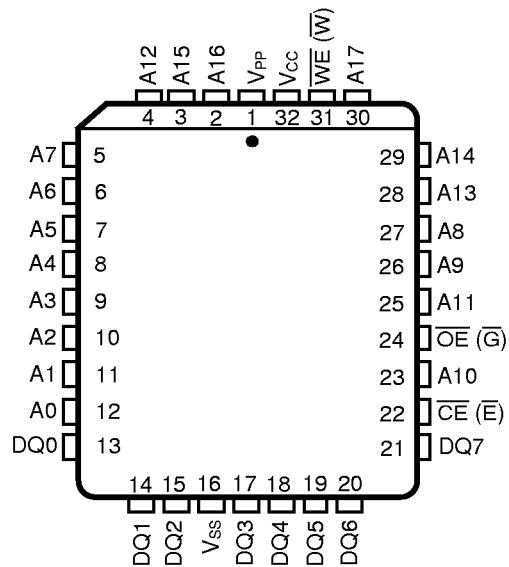 A12 A15 A16 VPP VCC W̅E̅ (W̅) A17
4 3 2 1 32 31 30
A7 5 29 A14
A6 6 28 A13
A5 7 27 A8
A4 8 26 A9
A3 9 25 A11
A2 10 24 O̅E̅ (G̅)
A1 11 23 A10
A0 12 22 C̅E̅ (E̅)
DQ0 13 21 DQ7
14 15 16 17 18 19 20
DQ1 DQ2 VSS DQ3 DQ4 DQ5 DQ6